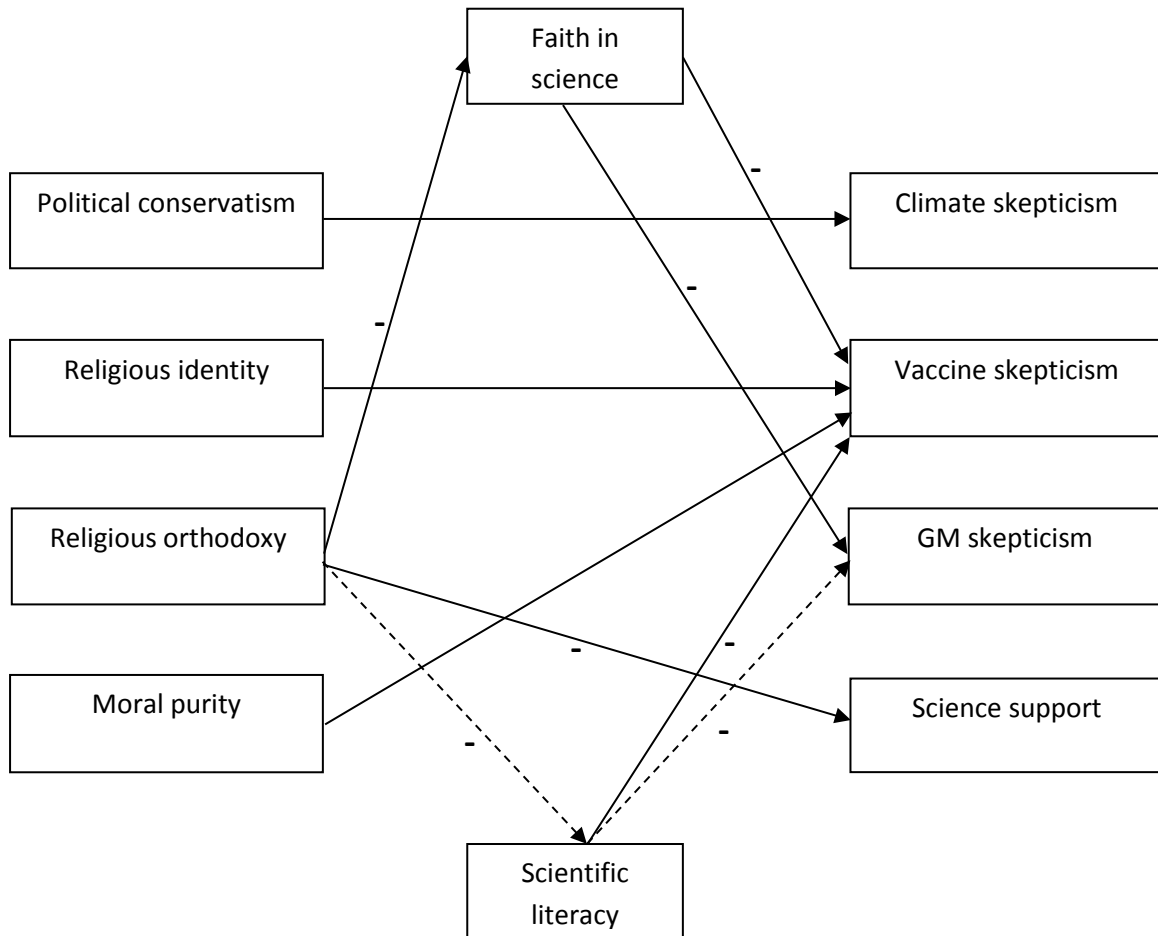 Faith in
science
-
Political conservatism
Climate skepticism
-
-
Religious identity
Vaccine skepticism
Religious orthodoxy
GM skepticism
-
-
Moral purity
Science support
-
-
Scientific
literacy